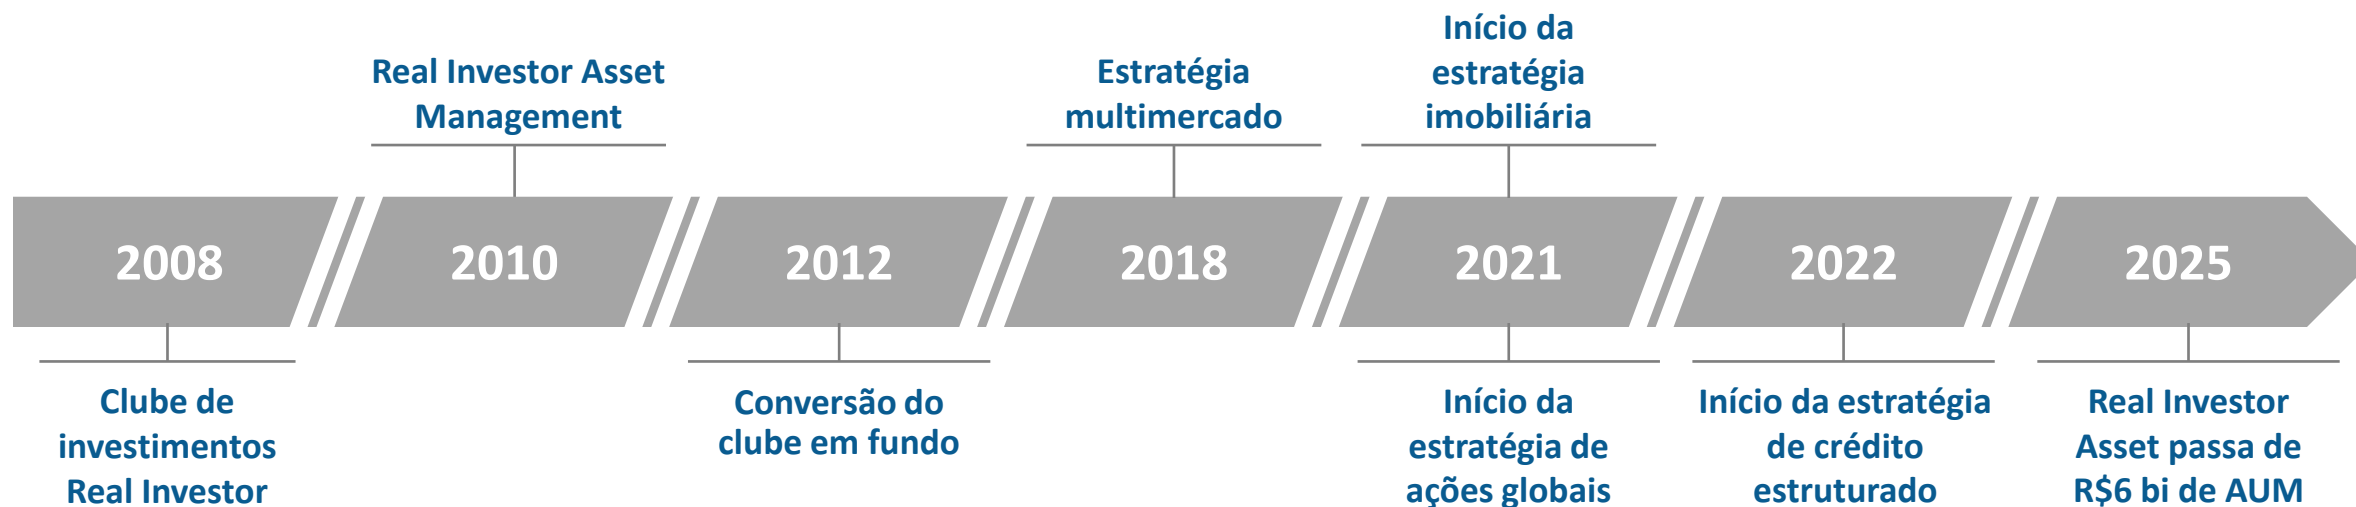 Real Investor Asset
Management
Estratégia
multimercado
Início da
estratégia
imobiliária
2008
2010
2012
2018
2021
2022
2025
Clube de
investimentos
Real Investor
Conversão do
clube em fundo
Início da
estratégia de
ações globais
Início da estratégia
de crédito
estruturado
Real Investor
Asset passa de
R$6 bi de AUM